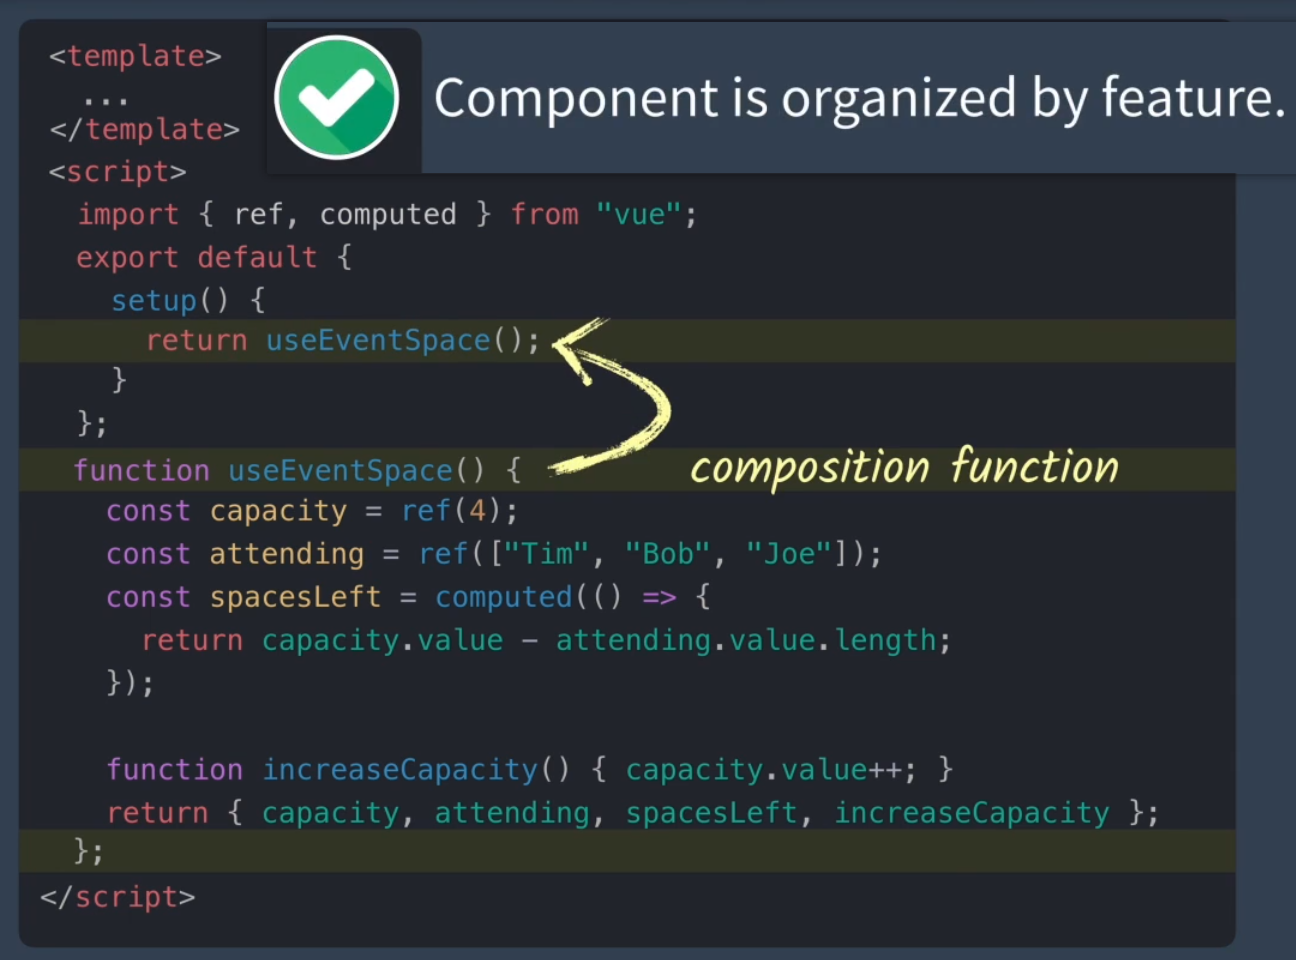 <template>
Component is organized by feature.
...
</template>
<script>
import { ref, computed } from "vue";
export default {
setup() {
return useEventSpace();
}
};
function useEventSpace() {
composition function
const capacity = ref(4);
const attending = ref(["Tim", "Bob", "Joe"]);
const spacesLeft = computed(() => {
return capacity.value - attending.value.length;
});
function increaseCapacity() { capacity.value++; }
return { capacity, attending, spacesLeft, increaseCapacity };
};
</script>